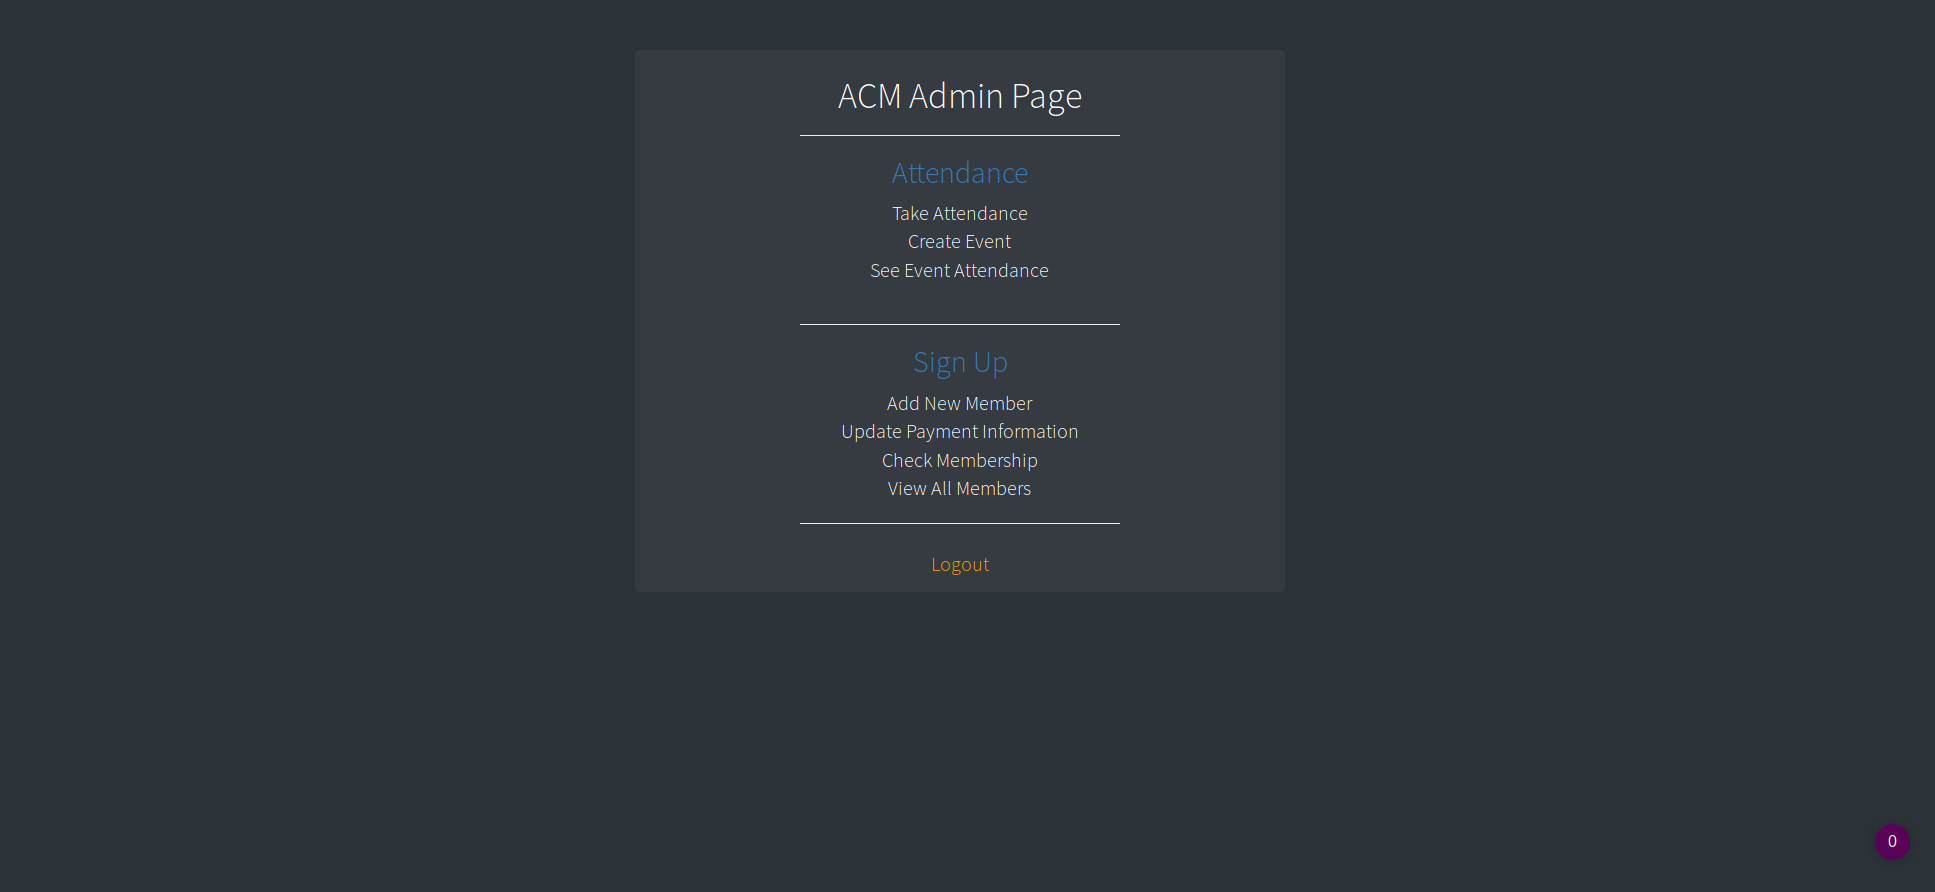 ACM Admin Page
Attendance
Take Attendance
Create Event
See Event Attendance
Sign Up
Add New Member
Update Payment Information
Check Membership
View All Members
Logout
0